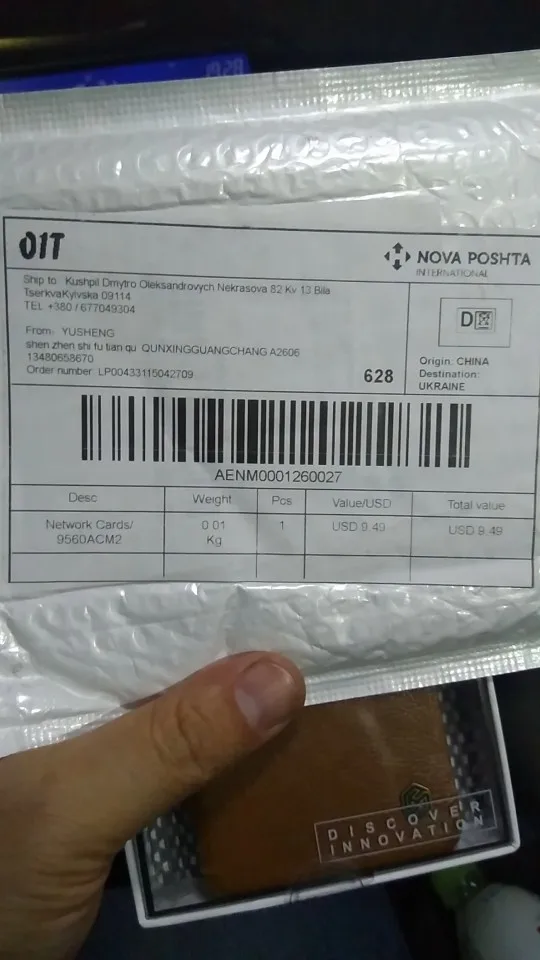 01T
NOVA POSHTA
INTERNATIONAL
Ship to: Kushpil Dmytro Oleksandrovych Nekrasova 82 Kv 13 Bila
TserkvaKyivska 09114
TEL +380 / 677049304
From: YUSHENG
shen zhen shi fu tian qu QUNXINGGUANGCHANG A2606
13480658670
Order number: LP00433115042709
628
D
Origin: CHINA
Destination:
UKRAINE
AENM0001260027
Desc Weight Pcs Value/USD Total value
Network Cards/ 0.01 1 USD 9.49 USD 9.49
9560ACM2 Kg
DISCOVER
INNOVATION